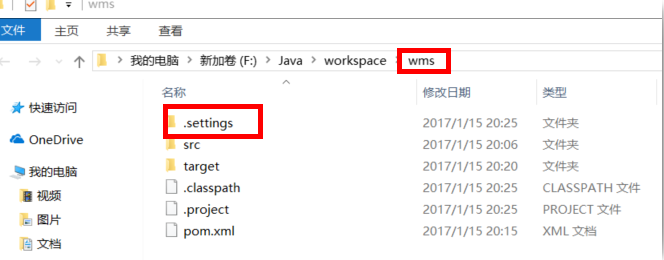 wms
文件 主页 共享 查看
我的电脑 新加卷 (F:) Java workspace wms
名称 修改日期 类型
快速访问
.settings 2017/1/15 20:25 文件夹
src 2017/1/15 20:06 文件夹
OneDrive
target 2017/1/15 20:20 文件夹
我的电脑
.classpath 2017/1/15 20:25 CLASSPATH 文件
视频
.project 2017/1/15 20:25 PROJECT 文件
图片
pom.xml 2017/1/15 20:15 XML 文档
文档